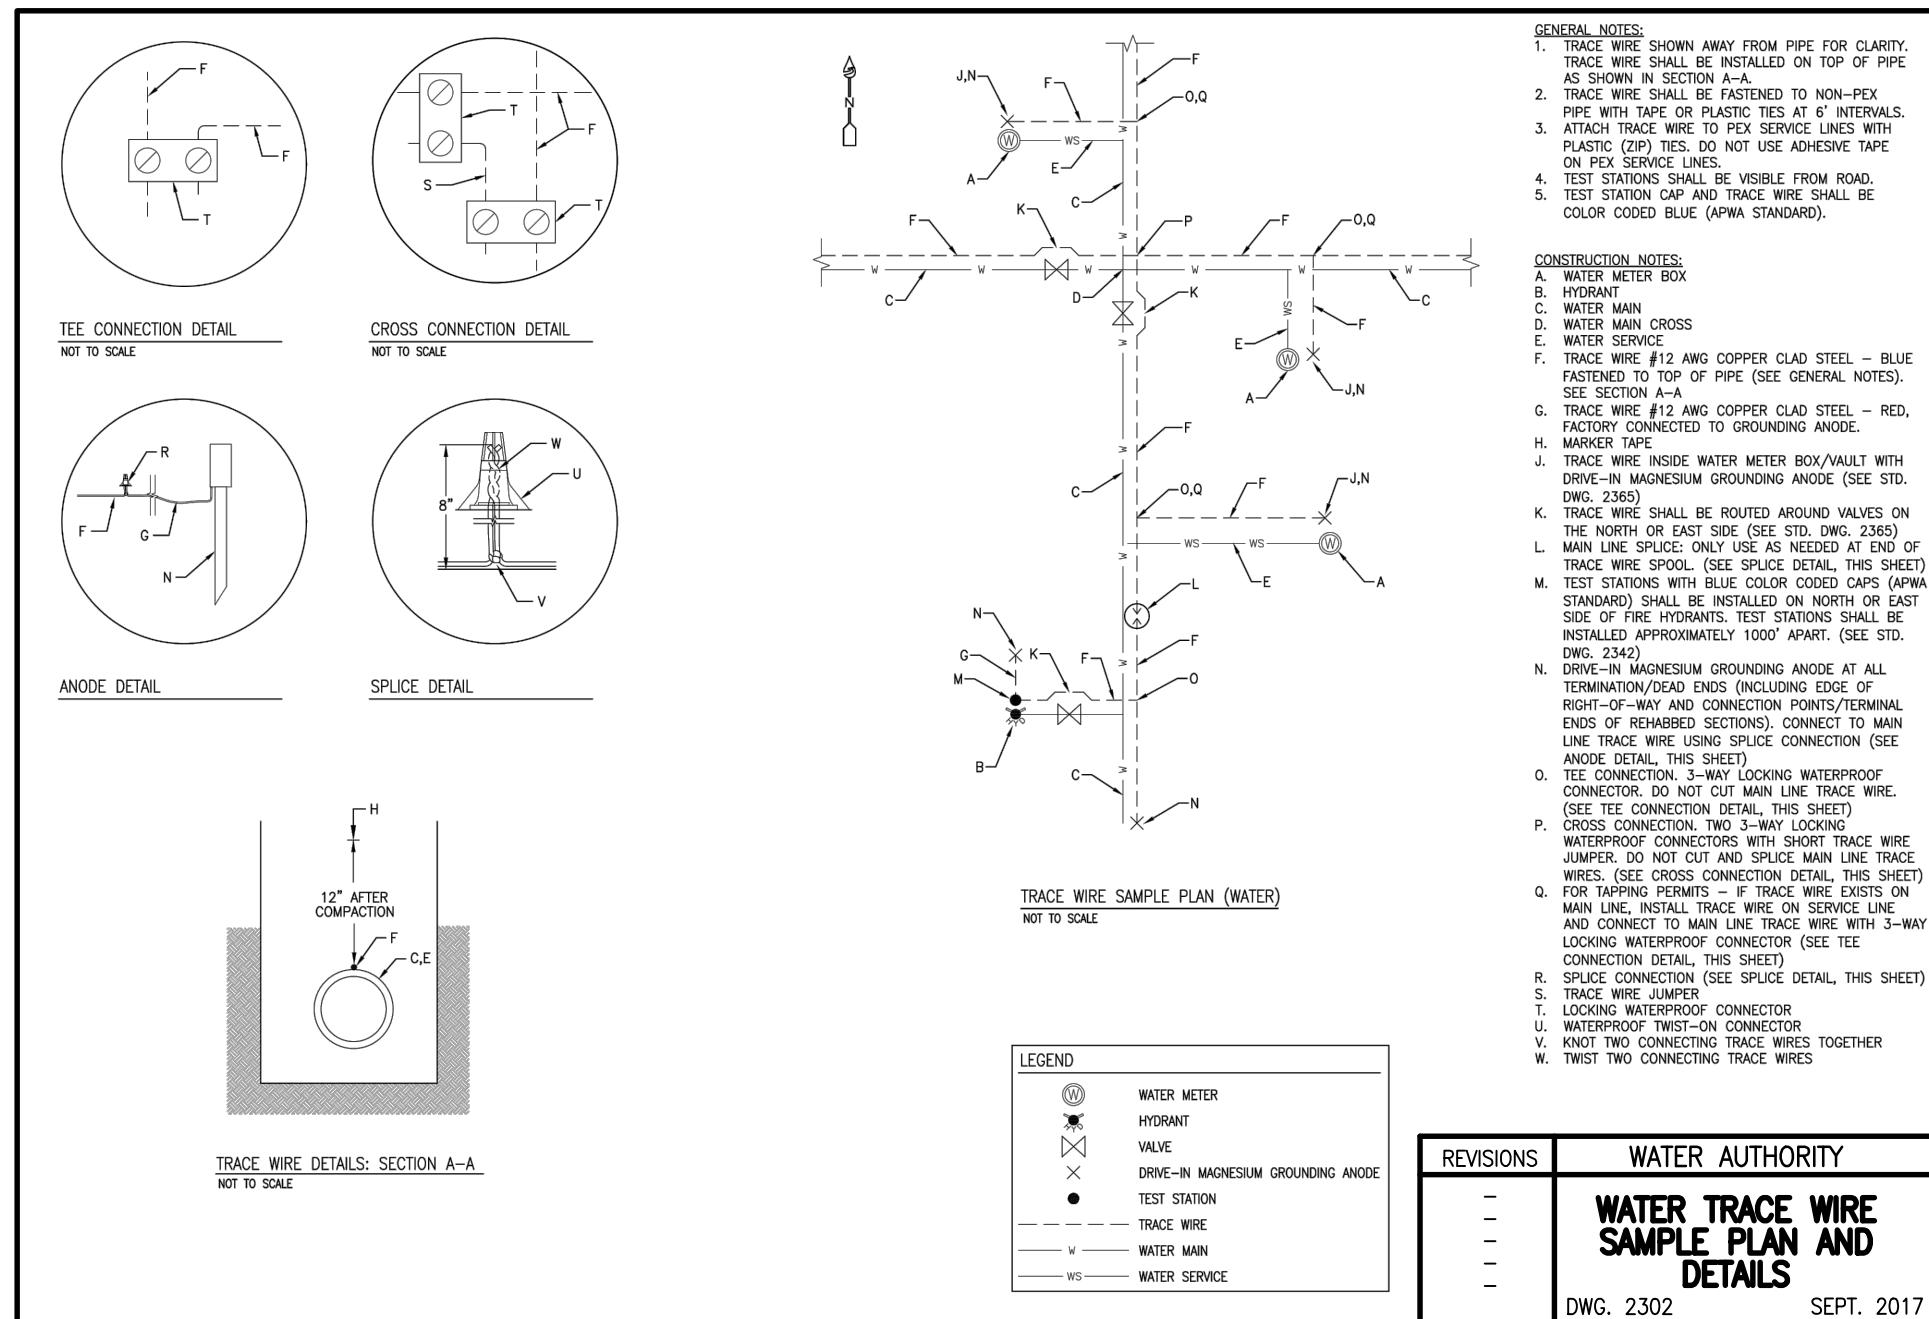 F
F
T
TEE CONNECTION DETAIL
NOT TO SCALE
T
F
S
T
CROSS CONNECTION DETAIL
NOT TO SCALE
R
F
G
N
ANODE DETAIL
W
U
8"
V
SPLICE DETAIL
H
12" AFTER
COMPACTION
F
C,E
TRACE WIRE DETAILS: SECTION A-A
NOT TO SCALE
N
F
J,N
F
O,Q
W
W
WS
A
E
C
K
F
W
P
F
O,Q
W
W
W
W
W
W
C
D
K
C
WS
F
W
E
W
A
J,N
F
W
C
O,Q
F
J,N
W
WS
WS
W
E
A
L
N
F
G
K
F
W
M
O
B
C
W
N
TRACE WIRE SAMPLE PLAN (WATER)
NOT TO SCALE
LEGEND
W WATER METER
HYDRANT
VALVE
DRIVE-IN MAGNESIUM GROUNDING ANODE
TEST STATION
TRACE WIRE
W WATER MAIN
WS WATER SERVICE
GENERAL NOTES:
1. TRACE WIRE SHOWN AWAY FROM PIPE FOR CLARITY.
TRACE WIRE SHALL BE INSTALLED ON TOP OF PIPE
AS SHOWN IN SECTION A-A.
2. TRACE WIRE SHALL BE FASTENED TO NON-PEX
PIPE WITH TAPE OR PLASTIC TIES AT 6' INTERVALS.
3. ATTACH TRACE WIRE TO PEX SERVICE LINES WITH
PLASTIC (ZIP) TIES. DO NOT USE ADHESIVE TAPE
ON PEX SERVICE LINES.
4. TEST STATIONS SHALL BE VISIBLE FROM ROAD.
5. TEST STATION CAP AND TRACE WIRE SHALL BE
COLOR CODED BLUE (APWA STANDARD).
CONSTRUCTION NOTES:
A. WATER METER BOX
B. HYDRANT
C. WATER MAIN
D. WATER MAIN CROSS
E. WATER SERVICE
F. TRACE WIRE #12 AWG COPPER CLAD STEEL - BLUE
FASTENED TO TOP OF PIPE (SEE GENERAL NOTES).
SEE SECTION A-A
G. TRACE WIRE #12 AWG COPPER CLAD STEEL - RED,
FACTORY CONNECTED TO GROUNDING ANODE.
H. MARKER TAPE
J. TRACE WIRE INSIDE WATER METER BOX/VAULT WITH
DRIVE-IN MAGNESIUM GROUNDING ANODE (SEE STD.
DWG. 2365)
K. TRACE WIRE SHALL BE ROUTED AROUND VALVES ON
THE NORTH OR EAST SIDE (SEE STD. DWG. 2365)
L. MAIN LINE SPLICE: ONLY USE AS NEEDED AT END OF
TRACE WIRE SPOOL. (SEE SPLICE DETAIL, THIS SHEET)
M. TEST STATIONS WITH BLUE COLOR CODED CAPS (APWA
STANDARD) SHALL BE INSTALLED ON NORTH OR EAST
SIDE OF FIRE HYDRANTS. TEST STATIONS SHALL BE
INSTALLED APPROXIMATELY 1000' APART. (SEE STD.
DWG. 2342)
N. DRIVE-IN MAGNESIUM GROUNDING ANODE AT ALL
TERMINATION/DEAD ENDS (INCLUDING EDGE OF
RIGHT-OF-WAY AND CONNECTION POINTS/TERMINAL
ENDS OF REHABBED SECTIONS). CONNECT TO MAIN
LINE TRACE WIRE USING SPLICE CONNECTION (SEE
ANODE DETAIL, THIS SHEET)
O. TEE CONNECTION. 3-WAY LOCKING WATERPROOF
CONNECTOR. DO NOT CUT MAIN LINE TRACE WIRE.
(SEE TEE CONNECTION DETAIL, THIS SHEET)
P. CROSS CONNECTION. TWO 3-WAY LOCKING
WATERPROOF CONNECTORS WITH SHORT TRACE WIRE
JUMPER. DO NOT CUT AND SPLICE MAIN LINE TRACE
WIRES. (SEE CROSS CONNECTION DETAIL, THIS SHEET)
Q. FOR TAPPING PERMITS - IF TRACE WIRE EXISTS ON
MAIN LINE, INSTALL TRACE WIRE ON SERVICE LINE
AND CONNECT TO MAIN LINE TRACE WIRE WITH 3-WAY
LOCKING WATERPROOF CONNECTOR (SEE TEE
CONNECTION DETAIL, THIS SHEET)
R. SPLICE CONNECTION (SEE SPLICE DETAIL, THIS SHEET)
S. TRACE WIRE JUMPER
T. LOCKING WATERPROOF CONNECTOR
U. WATERPROOF TWIST-ON CONNECTOR
V. KNOT TWO CONNECTING TRACE WIRES TOGETHER
W. TWIST TWO CONNECTING TRACE WIRES
REVISIONS
-
-
-
-
-
WATER AUTHORITY
WATER TRACE WIRE
SAMPLE PLAN AND
DETAILS
DWG. 2302 SEPT. 2017